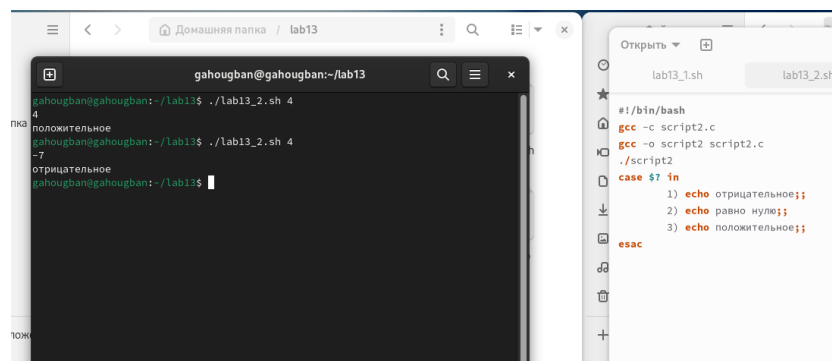 Домашняя папка / lab13
gahougban@gahougban:~/lab13
gahougban@gahougban:~/lab13$ ./lab13_2.sh 4
4
положительное
gahougban@gahougban:~/lab13$ ./lab13_2.sh 4
-7
отрицательное
gahougban@gahougban:~/lab13$
пка
h
Открыть
lab13_1.sh
lab13_2.sh
#!/bin/bash
gcc -c script2.c
gcc -o script2 script2.c
./script2
case $? in
1) echo отрицательное;;
2) echo равно нулю;;
3) echo положительное;;
esac